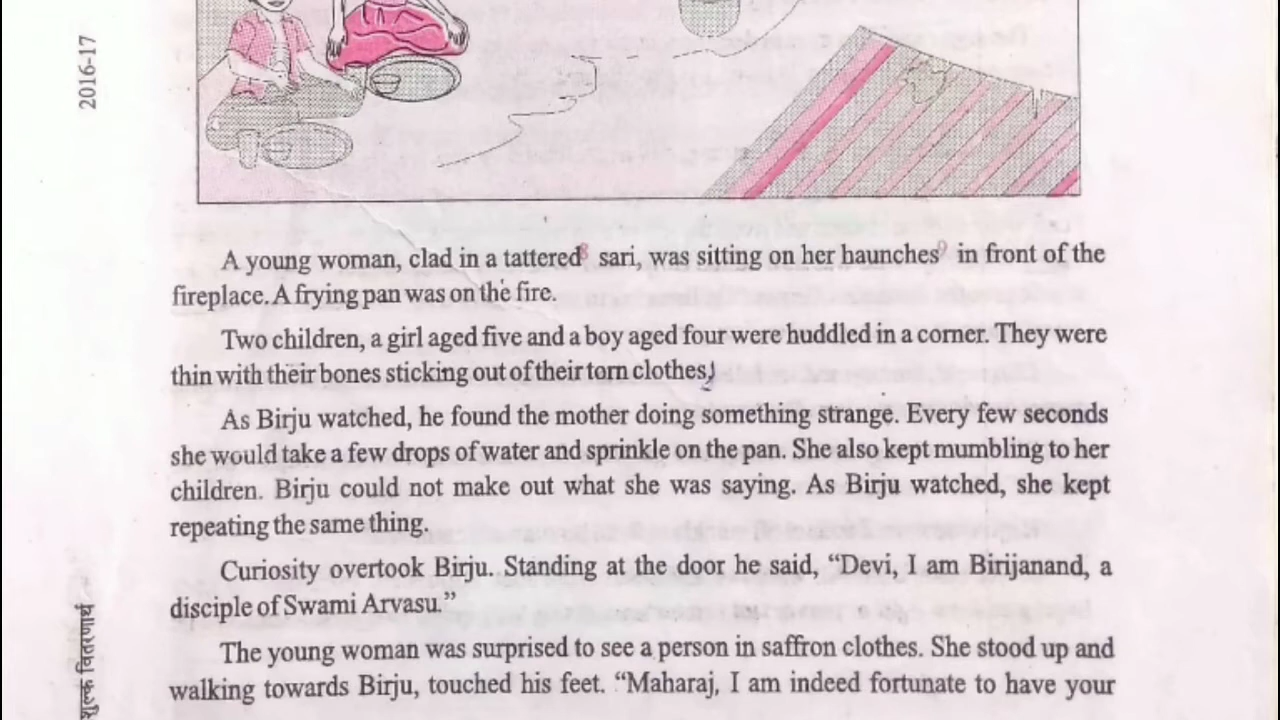 2016-17
A young woman, clad in a tattered8 sari, was sitting on her haunches9 in front of the
fireplace. A frying pan was on the fire.
Two children, a girl aged five and a boy aged four were huddled in a corner. They were
thin with their bones sticking out of their torn clothes.
As Birju watched, he found the mother doing something strange. Every few seconds
she would take a few drops of water and sprinkle on the pan. She also kept mumbling to her
children. Birju could not make out what she was saying. As Birju watched, she kept
repeating the same thing.
Curiosity overtook Birju. Standing at the door he said, “Devi, I am Birijanand, a
disciple of Swami Arvasu.”
The young woman was surprised to see a person in saffron clothes. She stood up and
walking towards Birju, touched his feet. “Maharaj, I am indeed fortunate to have your
शुल्क वितरणार्थ